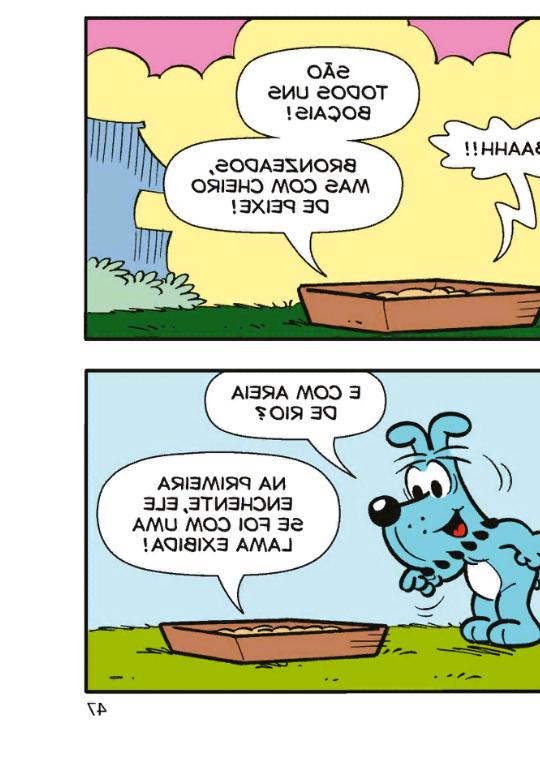 SÃO
TODOS UNS
BOÇAIS!
BAAAHH!!
BRONZEADOS,
MAS COM CHEIRO
DE PEIXE!
E COM AREIA
DE RIO?
NA PRIMEIRA
ENCHENTE, ELE
SE FOI COM UMA
LAMA EXIBIDA!
47